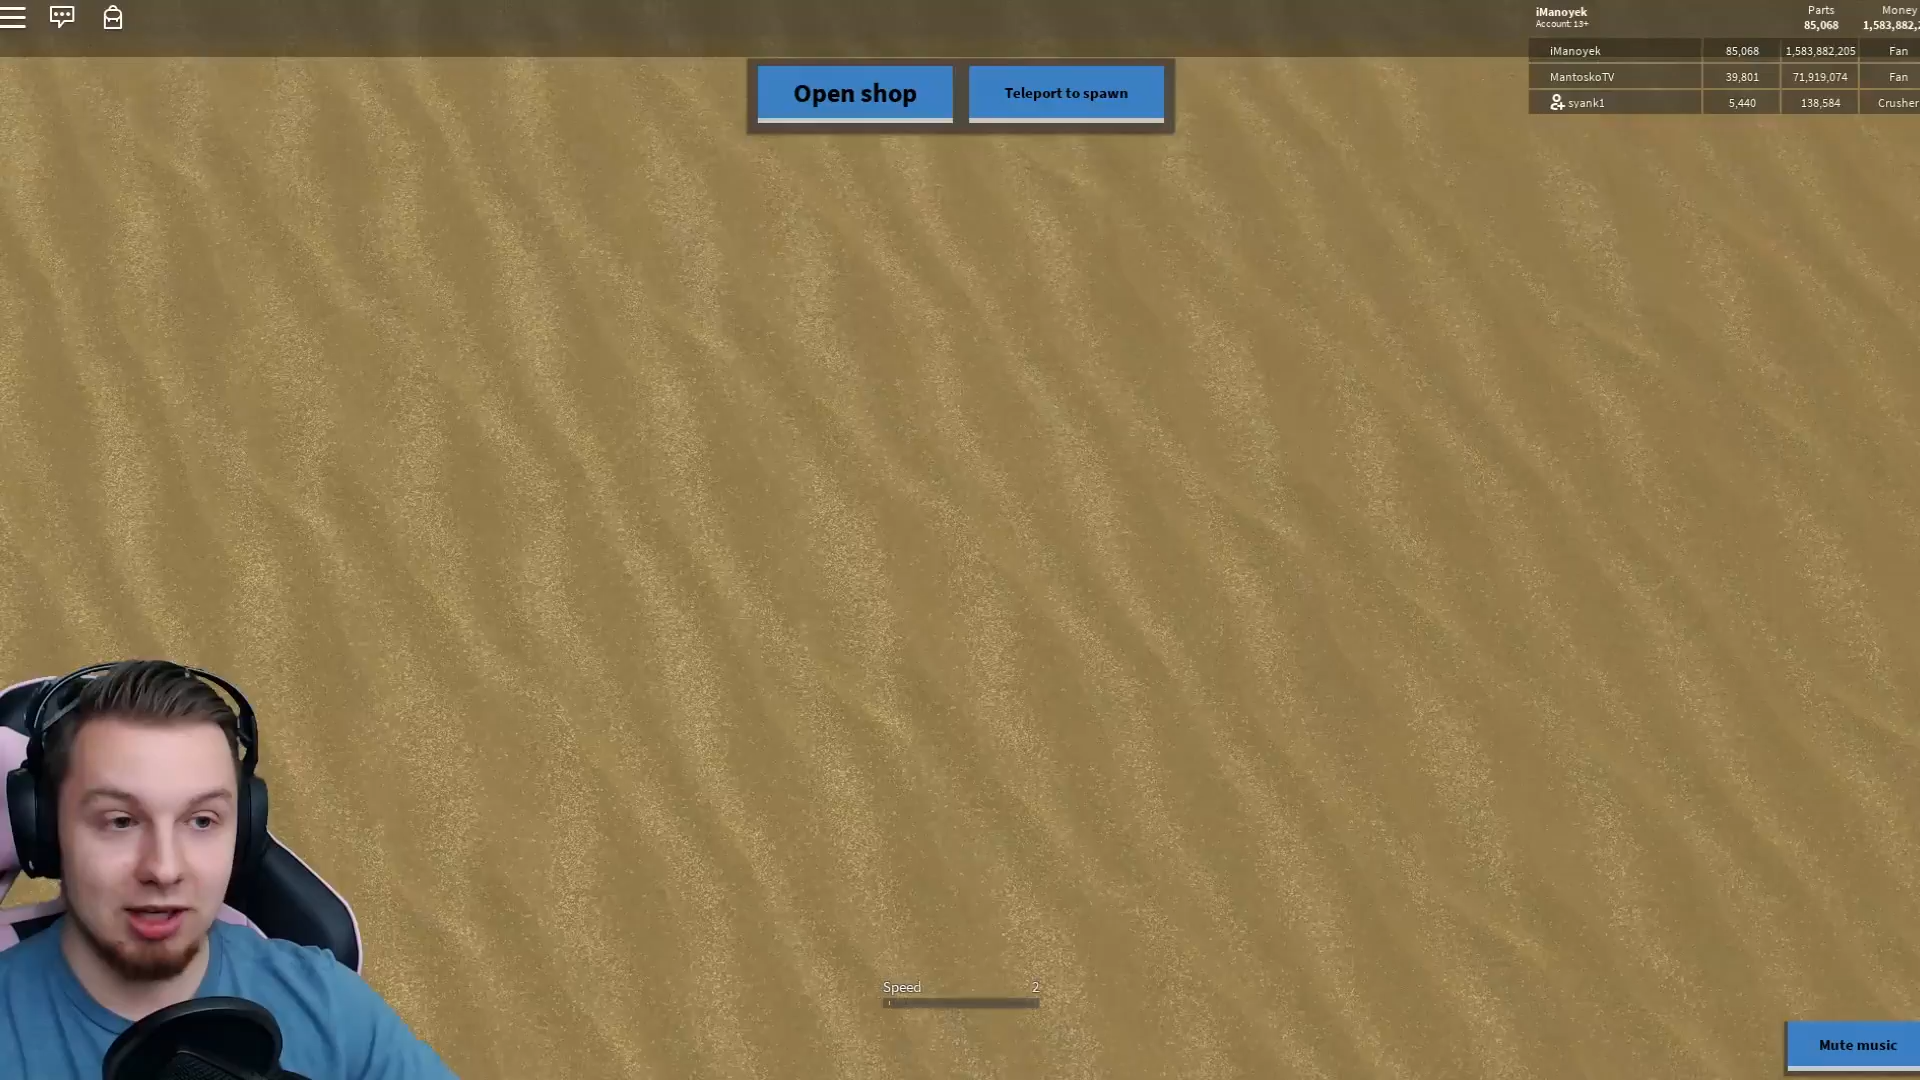 iManoyek
Account: 13+
Parts
85,068
Money
iManoyek 85,068 1,583,882,205 Fan
MantoskoTV 39,801 71,919,074 Fan
syank1 5,440 138,584 Crusher
Open shop
Teleport to spawn
Speed 2
Mute music